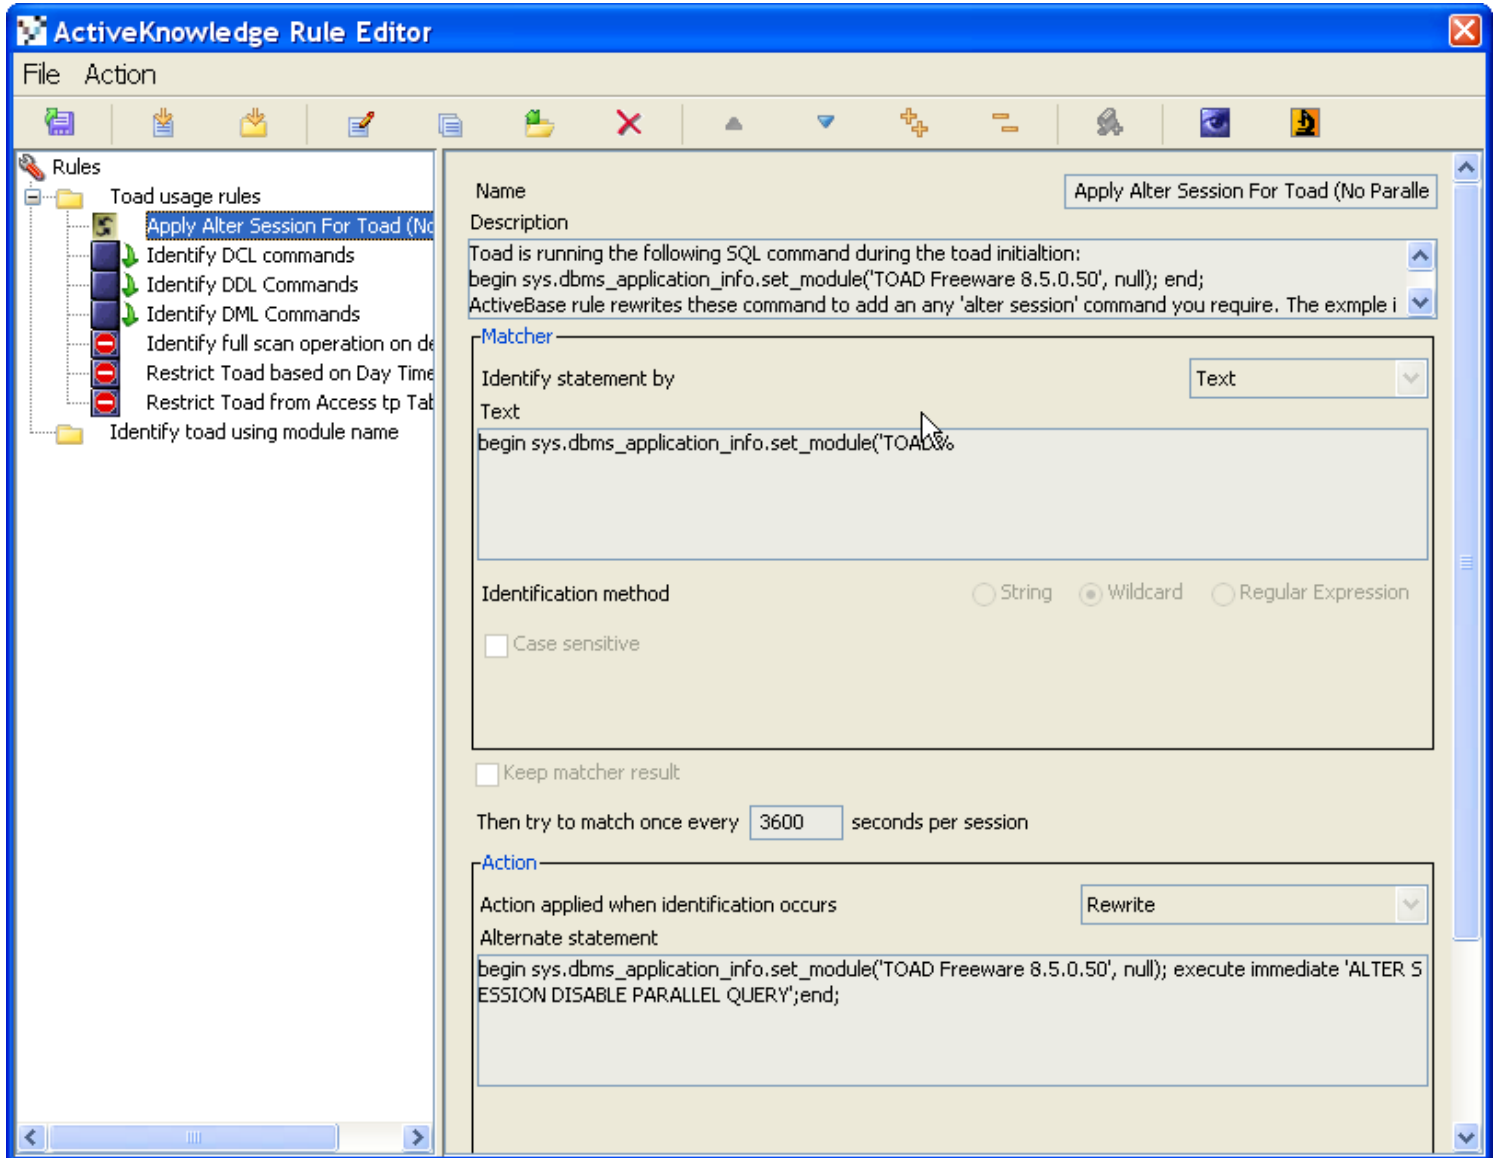 ActiveKnowledge Rule Editor
File Action
Rules
Toad usage rules
Apply Alter Session For Toad (No
Identify DCL commands
Identify DDL Commands
Identify DML Commands
Identify full scan operation on de
Restrict Toad based on Day Time
Restrict Toad from Access tp Tab
Identify toad using module name
Name
Apply Alter Session For Toad (No Paralle
Description
Toad is running the following SQL command during the toad initialtion:
begin sys.dbms_application_info.set_module('TOAD Freeware 8.5.0.50', null); end;
ActiveBase rule rewrites these command to add an any 'alter session' command you require. The exmple i
Matcher
Identify statement by
Text
Text
begin sys.dbms_application_info.set_module('TOAD%
Identification method
String Wildcard Regular Expression
Case sensitive
Keep matcher result
Then try to match once every 3600 seconds per session
Action
Action applied when identification occurs
Rewrite
Alternate statement
begin sys.dbms_application_info.set_module('TOAD Freeware 8.5.0.50', null); execute immediate 'ALTER S
ESSION DISABLE PARALLEL QUERY';end;